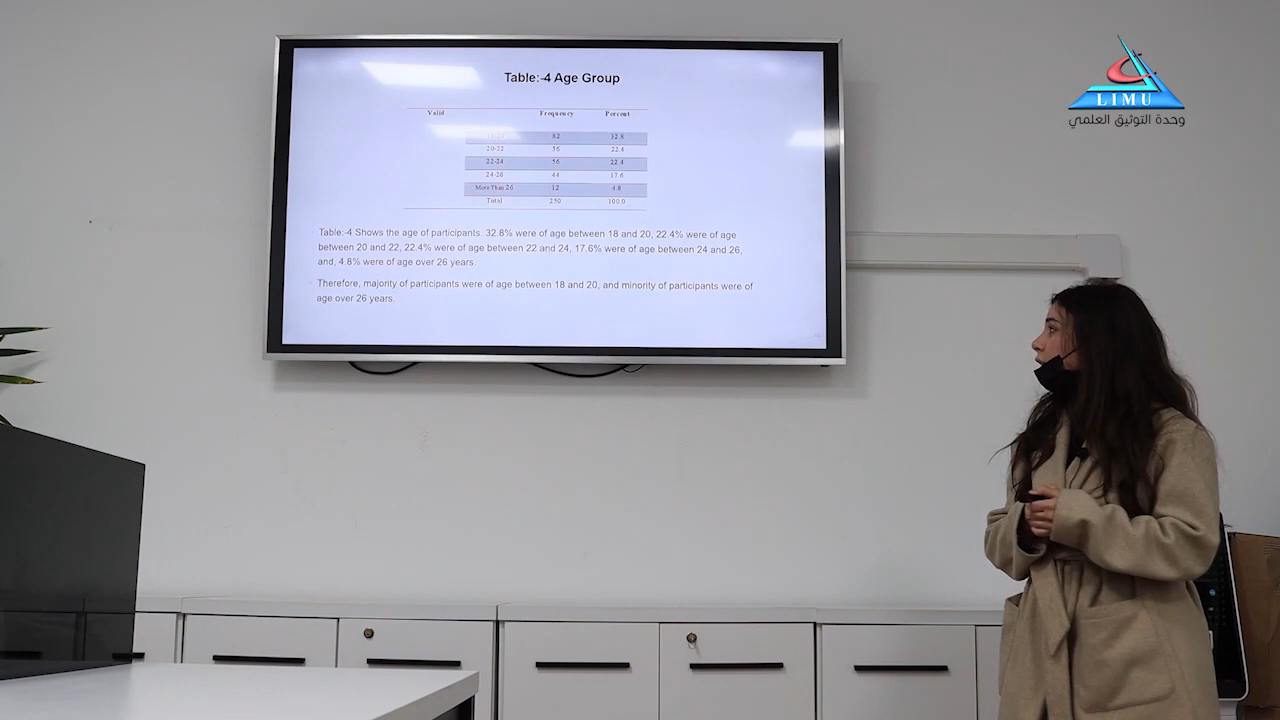 Table:-4 Age Group
Valid Frequency Percent
82 32.8
20-22 56 22.4
22-24 56 22.4
24-26 44 17.6
More Than 26 12 4.8
Total 250 100.0
Table:-4 Shows the age of participants. 32.8% were of age between 18 and 20, 22.4% were of age
between 20 and 22, 22.4% were of age between 22 and 24, 17.6% were of age between 24 and 26,
and, 4.8% were of age over 26 years.
Therefore, majority of participants were of age between 18 and 20, and minority of participants were of
age over 26 years.
LIMU
وحدة التوثيق العلمي